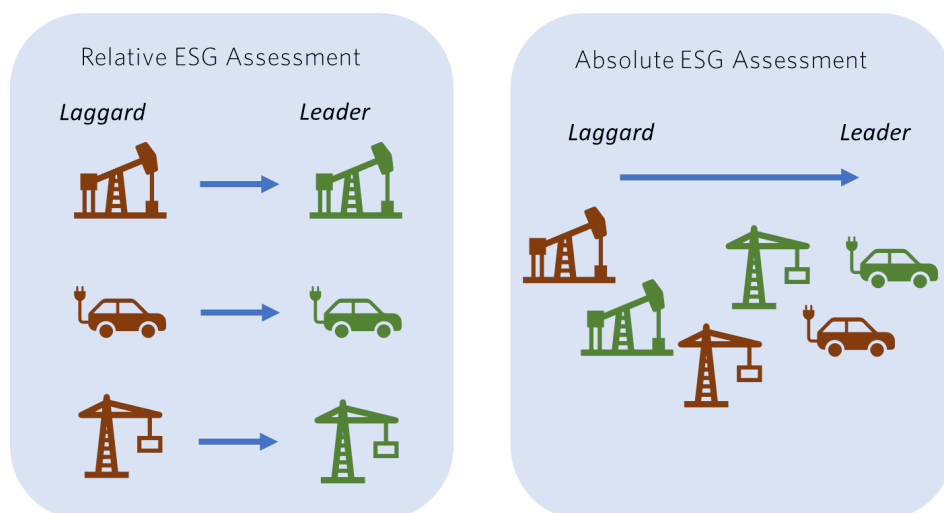 Relative ESG Assessment
Laggard
Leader
Absolute ESG Assessment
Laggard
Leader